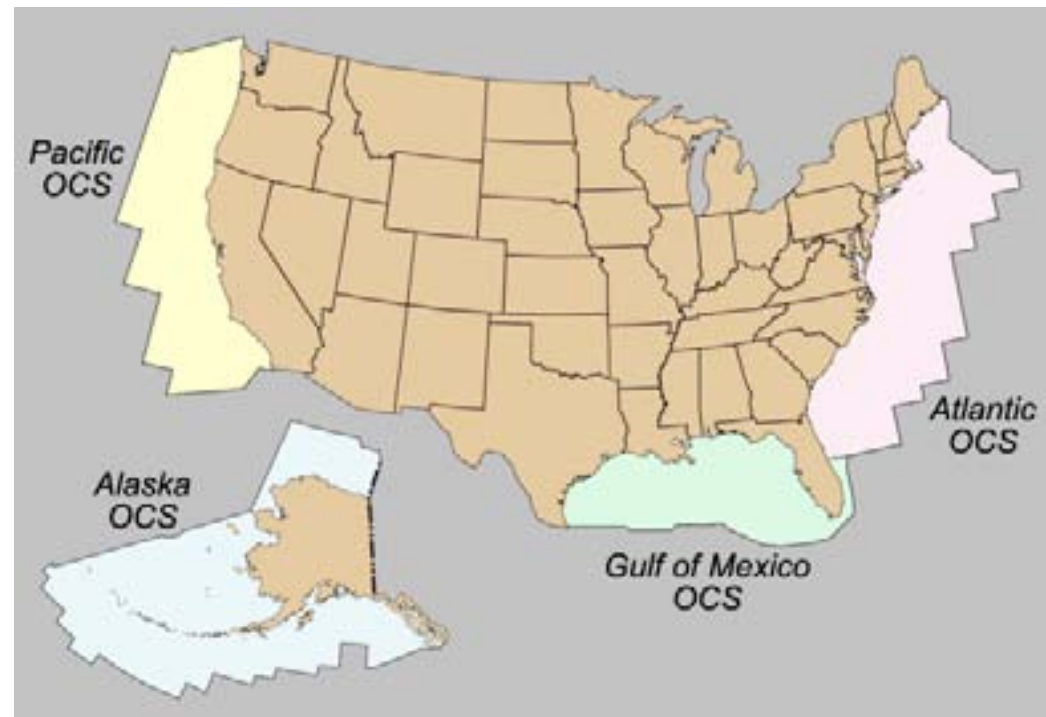 Pacific
OCS
Atlantic
OCS
Alaska
OCS
Gulf of Mexico
OCS